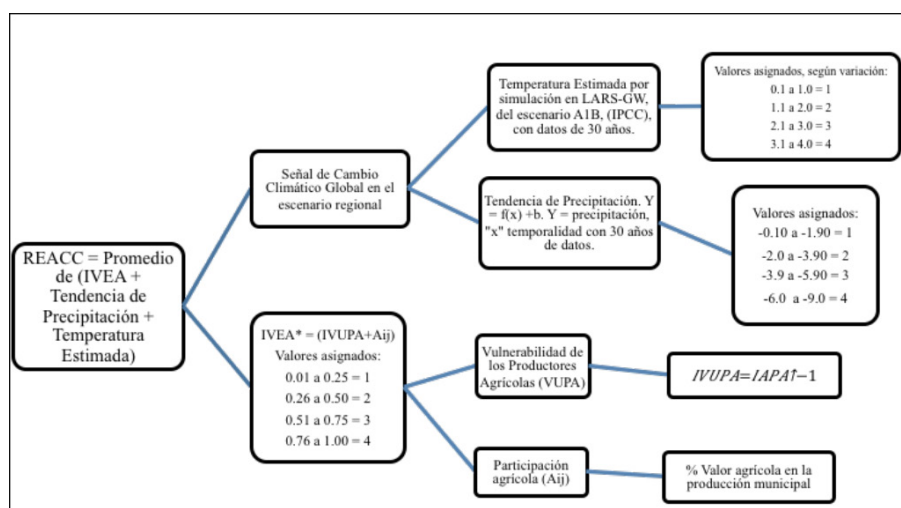 REACC = Promedio
de (IVEA +
Tendencia de
Precipitación +
Temperatura
Estimada)
Señal de Cambio
Climático Global en el
escenario regional
Temperatura Estimada por
simulación en LARS-GW,
del escenario A1B, (IPCC),
con datos de 30 años.
Valores asignados, según variación:
0.1 a 1.0 = 1
1.1 a 2.0 = 2
2.1 a 3.0 = 3
3.1 a 4.0 = 4
Tendencia de Precipitación. Y
= f(x) +b. Y = precipitación,
"x" temporalidad con 30 años
de datos.
Valores asignados:
-0.10 a -1.90 = 1
-2.0 a -3.90 = 2
-3.9 a -5.90 = 3
-6.0 a -9.0 = 4
IVEA* = (IVUPA+Aij)
Valores asignados:
0.01 a 0.25 = 1
0.26 a 0.50 = 2
0.51 a 0.75 = 3
0.76 a 1.00 = 4
Vulnerabilidad de
los Productores
Agrícolas (VUPA)
IVUPA=IAPA↑−1
Participación
agrícola (Aij)
% Valor agrícola en la
producción municipal